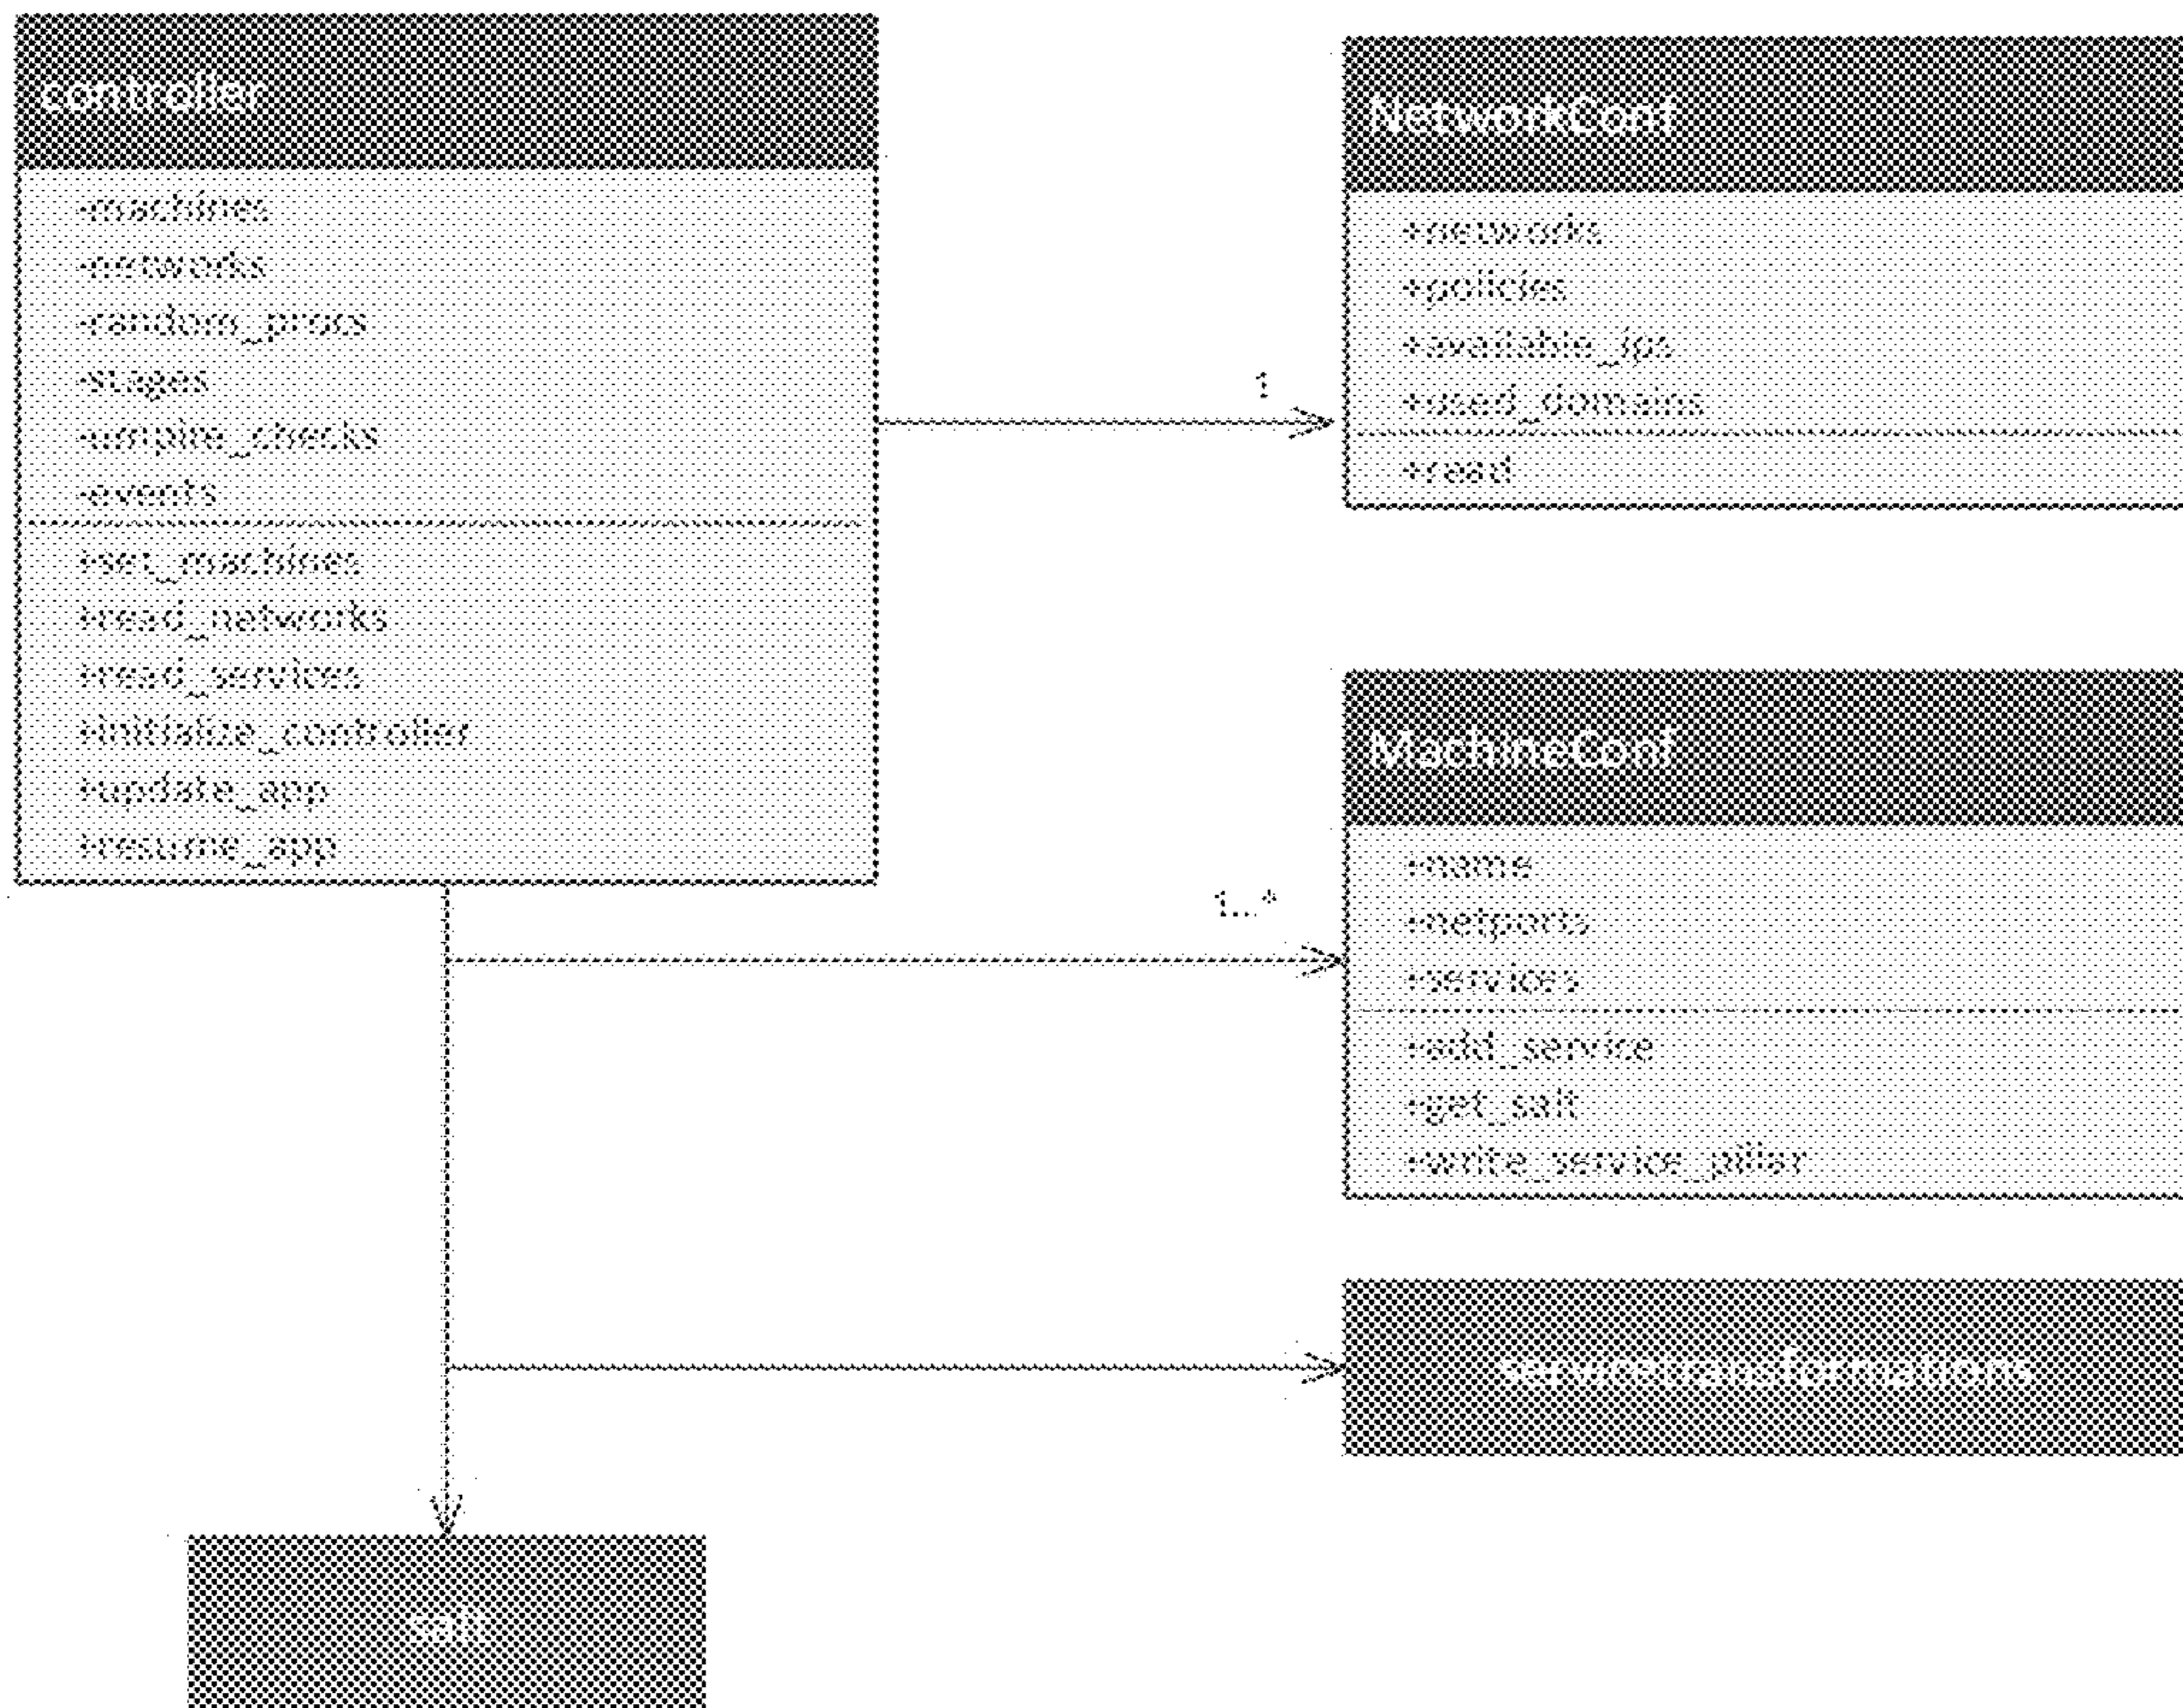 controller
-machines
-networks
-random_procs
-stages
-umpire_checks
-events
+set_machines
+read_networks
+read_services
+initialize_controller
+update_app
+resume_app
1
NetworkConf
+networks
+policies
+available_ips
+used_domains
+read
1...*
MachineConf
+name
+netports
+services
+add_service
+get_salt
+write_service_pillar
servicetransformations
salt